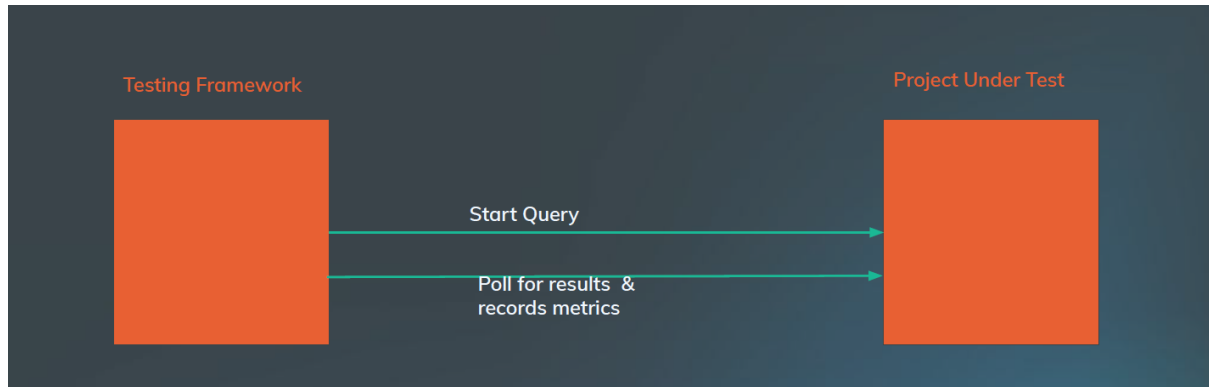 Testing Framework
Project Under Test
Start Query
Poll for results &
records metrics